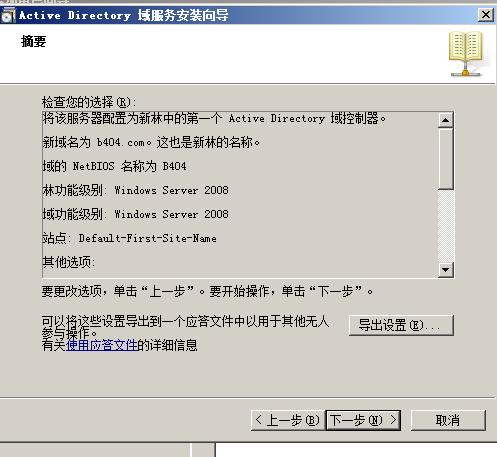 Active Directory 域服务安装向导
摘要
检查您的选择(R):
将该服务器配置为新林中的第一个 Active Directory 域控制器。
新域名为 b404.com。这也是新林的名称。
域的 NetBIOS 名称为 B404
林功能级别: Windows Server 2008
域功能级别: Windows Server 2008
站点: Default-First-Site-Name
其他选项:
要更改选项，单击“上一步”。要开始操作，单击“下一步”。
可以将这些设置导出到一个应答文件中以用于其他无人
参与操作。
有关使用应答文件的详细信息
导出设置(E)...
< 上一步(B)
下一步(N) >
取消